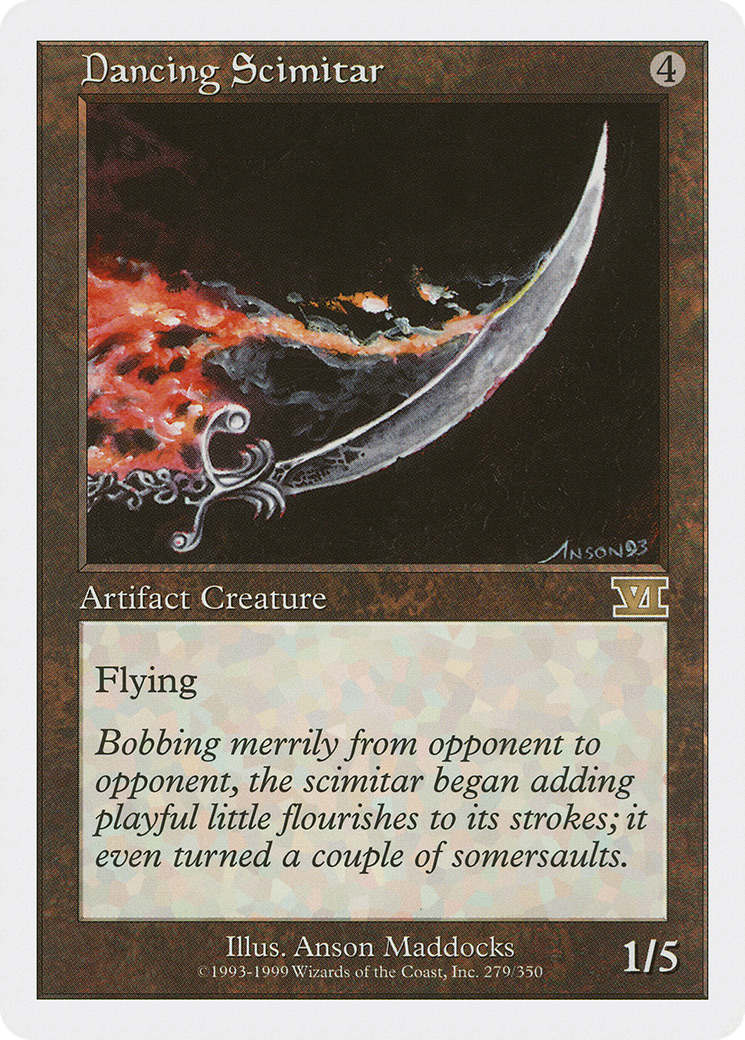 Dancing Scimitar
4
ANSON93
Artifact Creature
VI
Flying
Bobbing merrily from opponent to
opponent, the scimitar began adding
playful little flourishes to its strokes; it
even turned a couple of somersaults.
Illus. Anson Maddocks
©1993-1999 Wizards of the Coast, Inc. 279/350
1/5